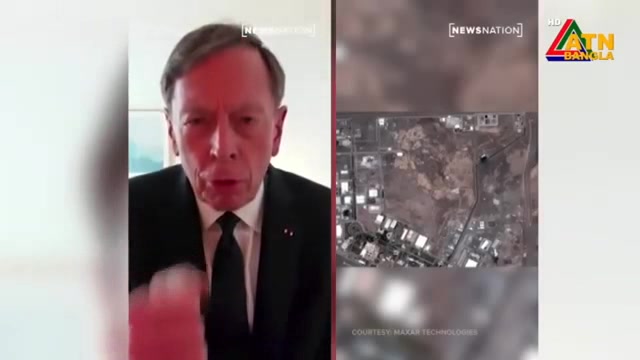 NEWSNATION
NEWSNATION
HD
ATN
BANGLA
COURTESY: MAXAR TECHNOLOGIES